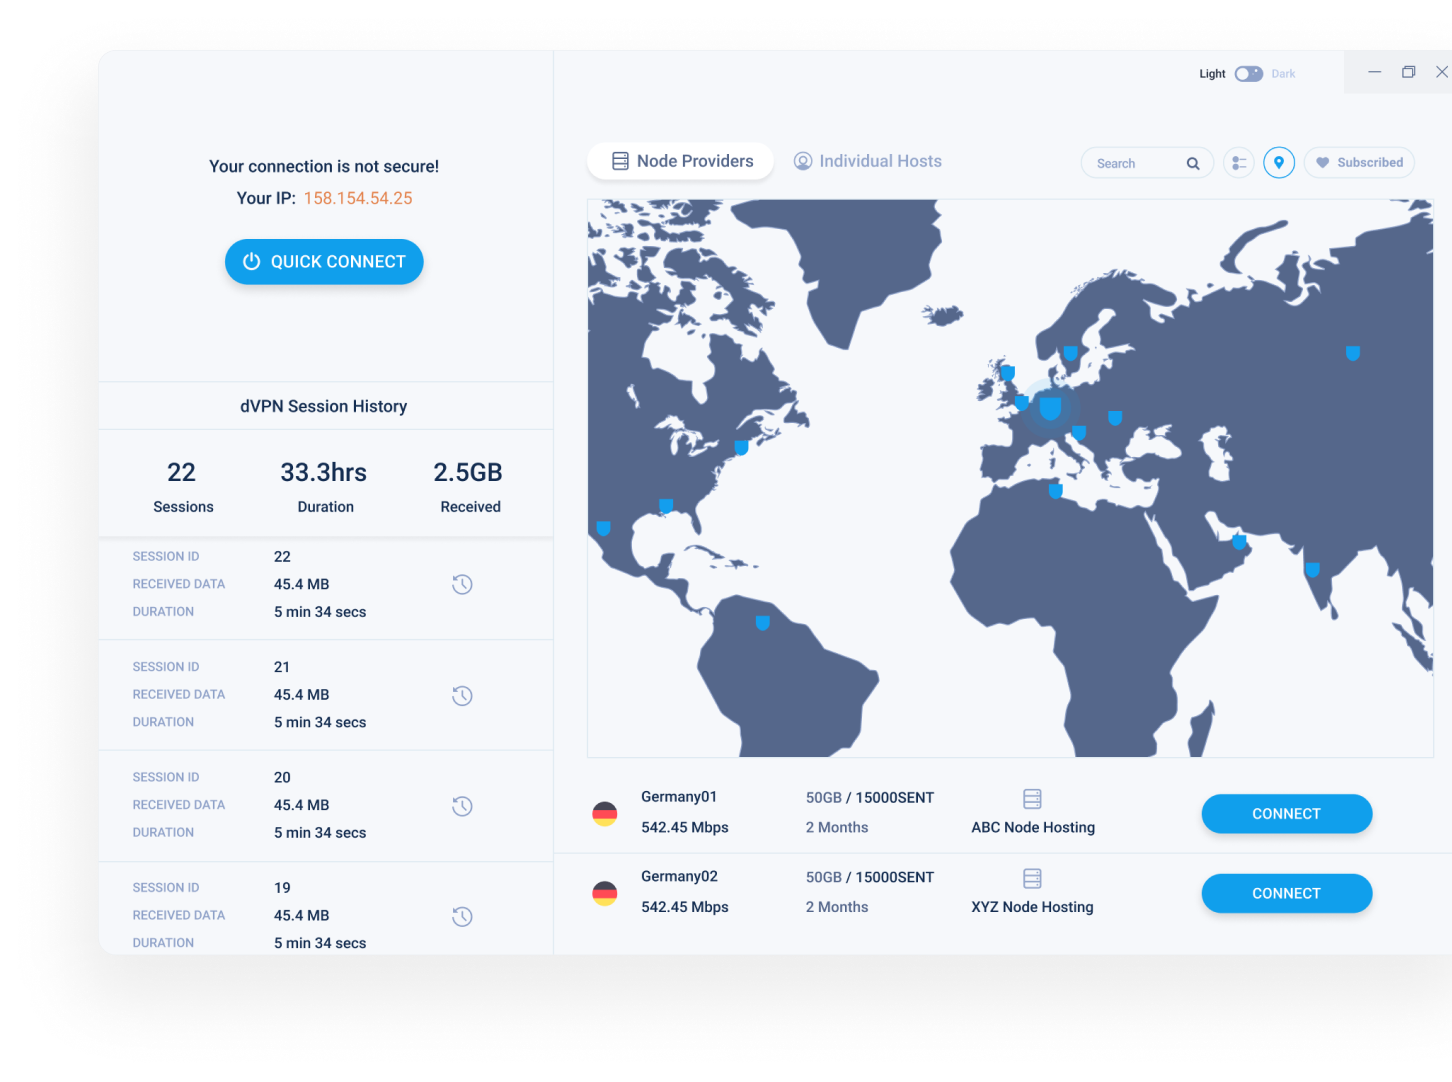 Light Dark
Your connection is not secure!
Your IP: 158.154.54.25
QUICK CONNECT
dVPN Session History
22 33.3hrs 2.5GB
Sessions Duration Received
SESSION ID 22
RECEIVED DATA 45.4 MB
DURATION 5 min 34 secs
SESSION ID 21
RECEIVED DATA 45.4 MB
DURATION 5 min 34 secs
SESSION ID 20
RECEIVED DATA 45.4 MB
DURATION 5 min 34 secs
SESSION ID 19
RECEIVED DATA 45.4 MB
DURATION 5 min 34 secs
Node Providers Individual Hosts Search Subscribed
Germany01 50GB / 15000SENT
542.45 Mbps 2 Months ABC Node Hosting
CONNECT
Germany02 50GB / 15000SENT
542.45 Mbps 2 Months XYZ Node Hosting
CONNECT